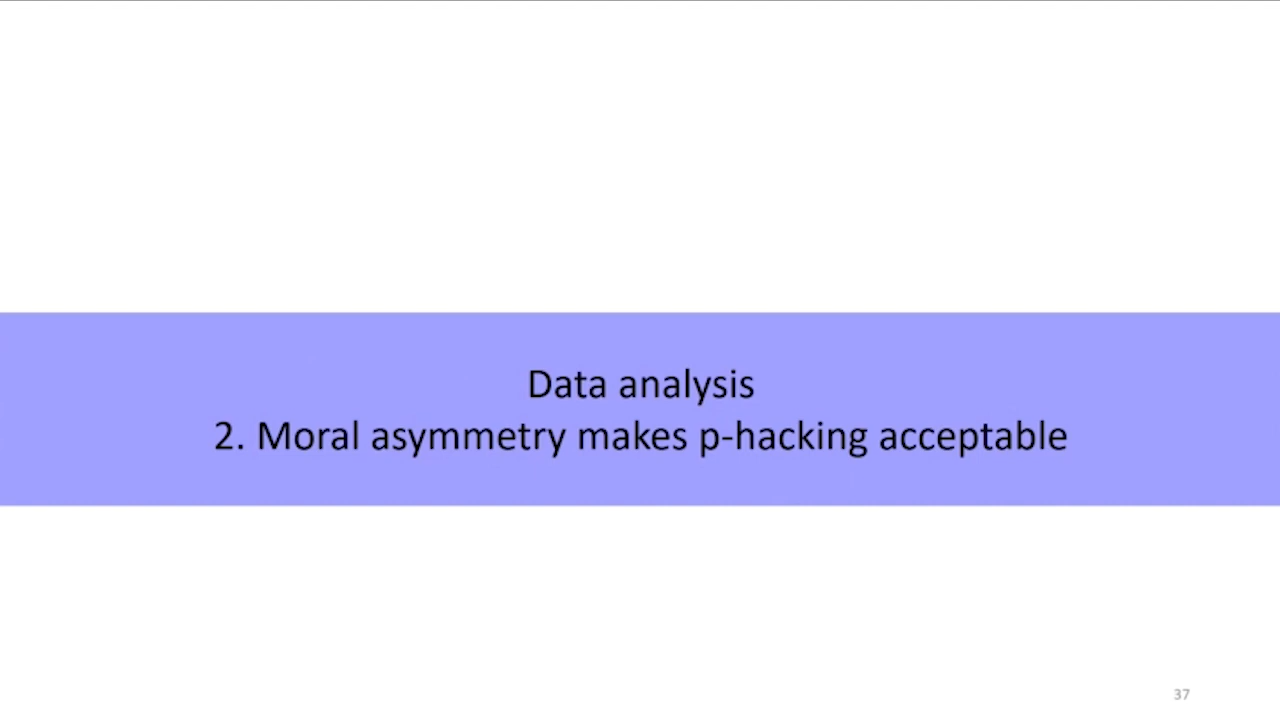 Data analysis
2. Moral asymmetry makes p-hacking acceptable
37